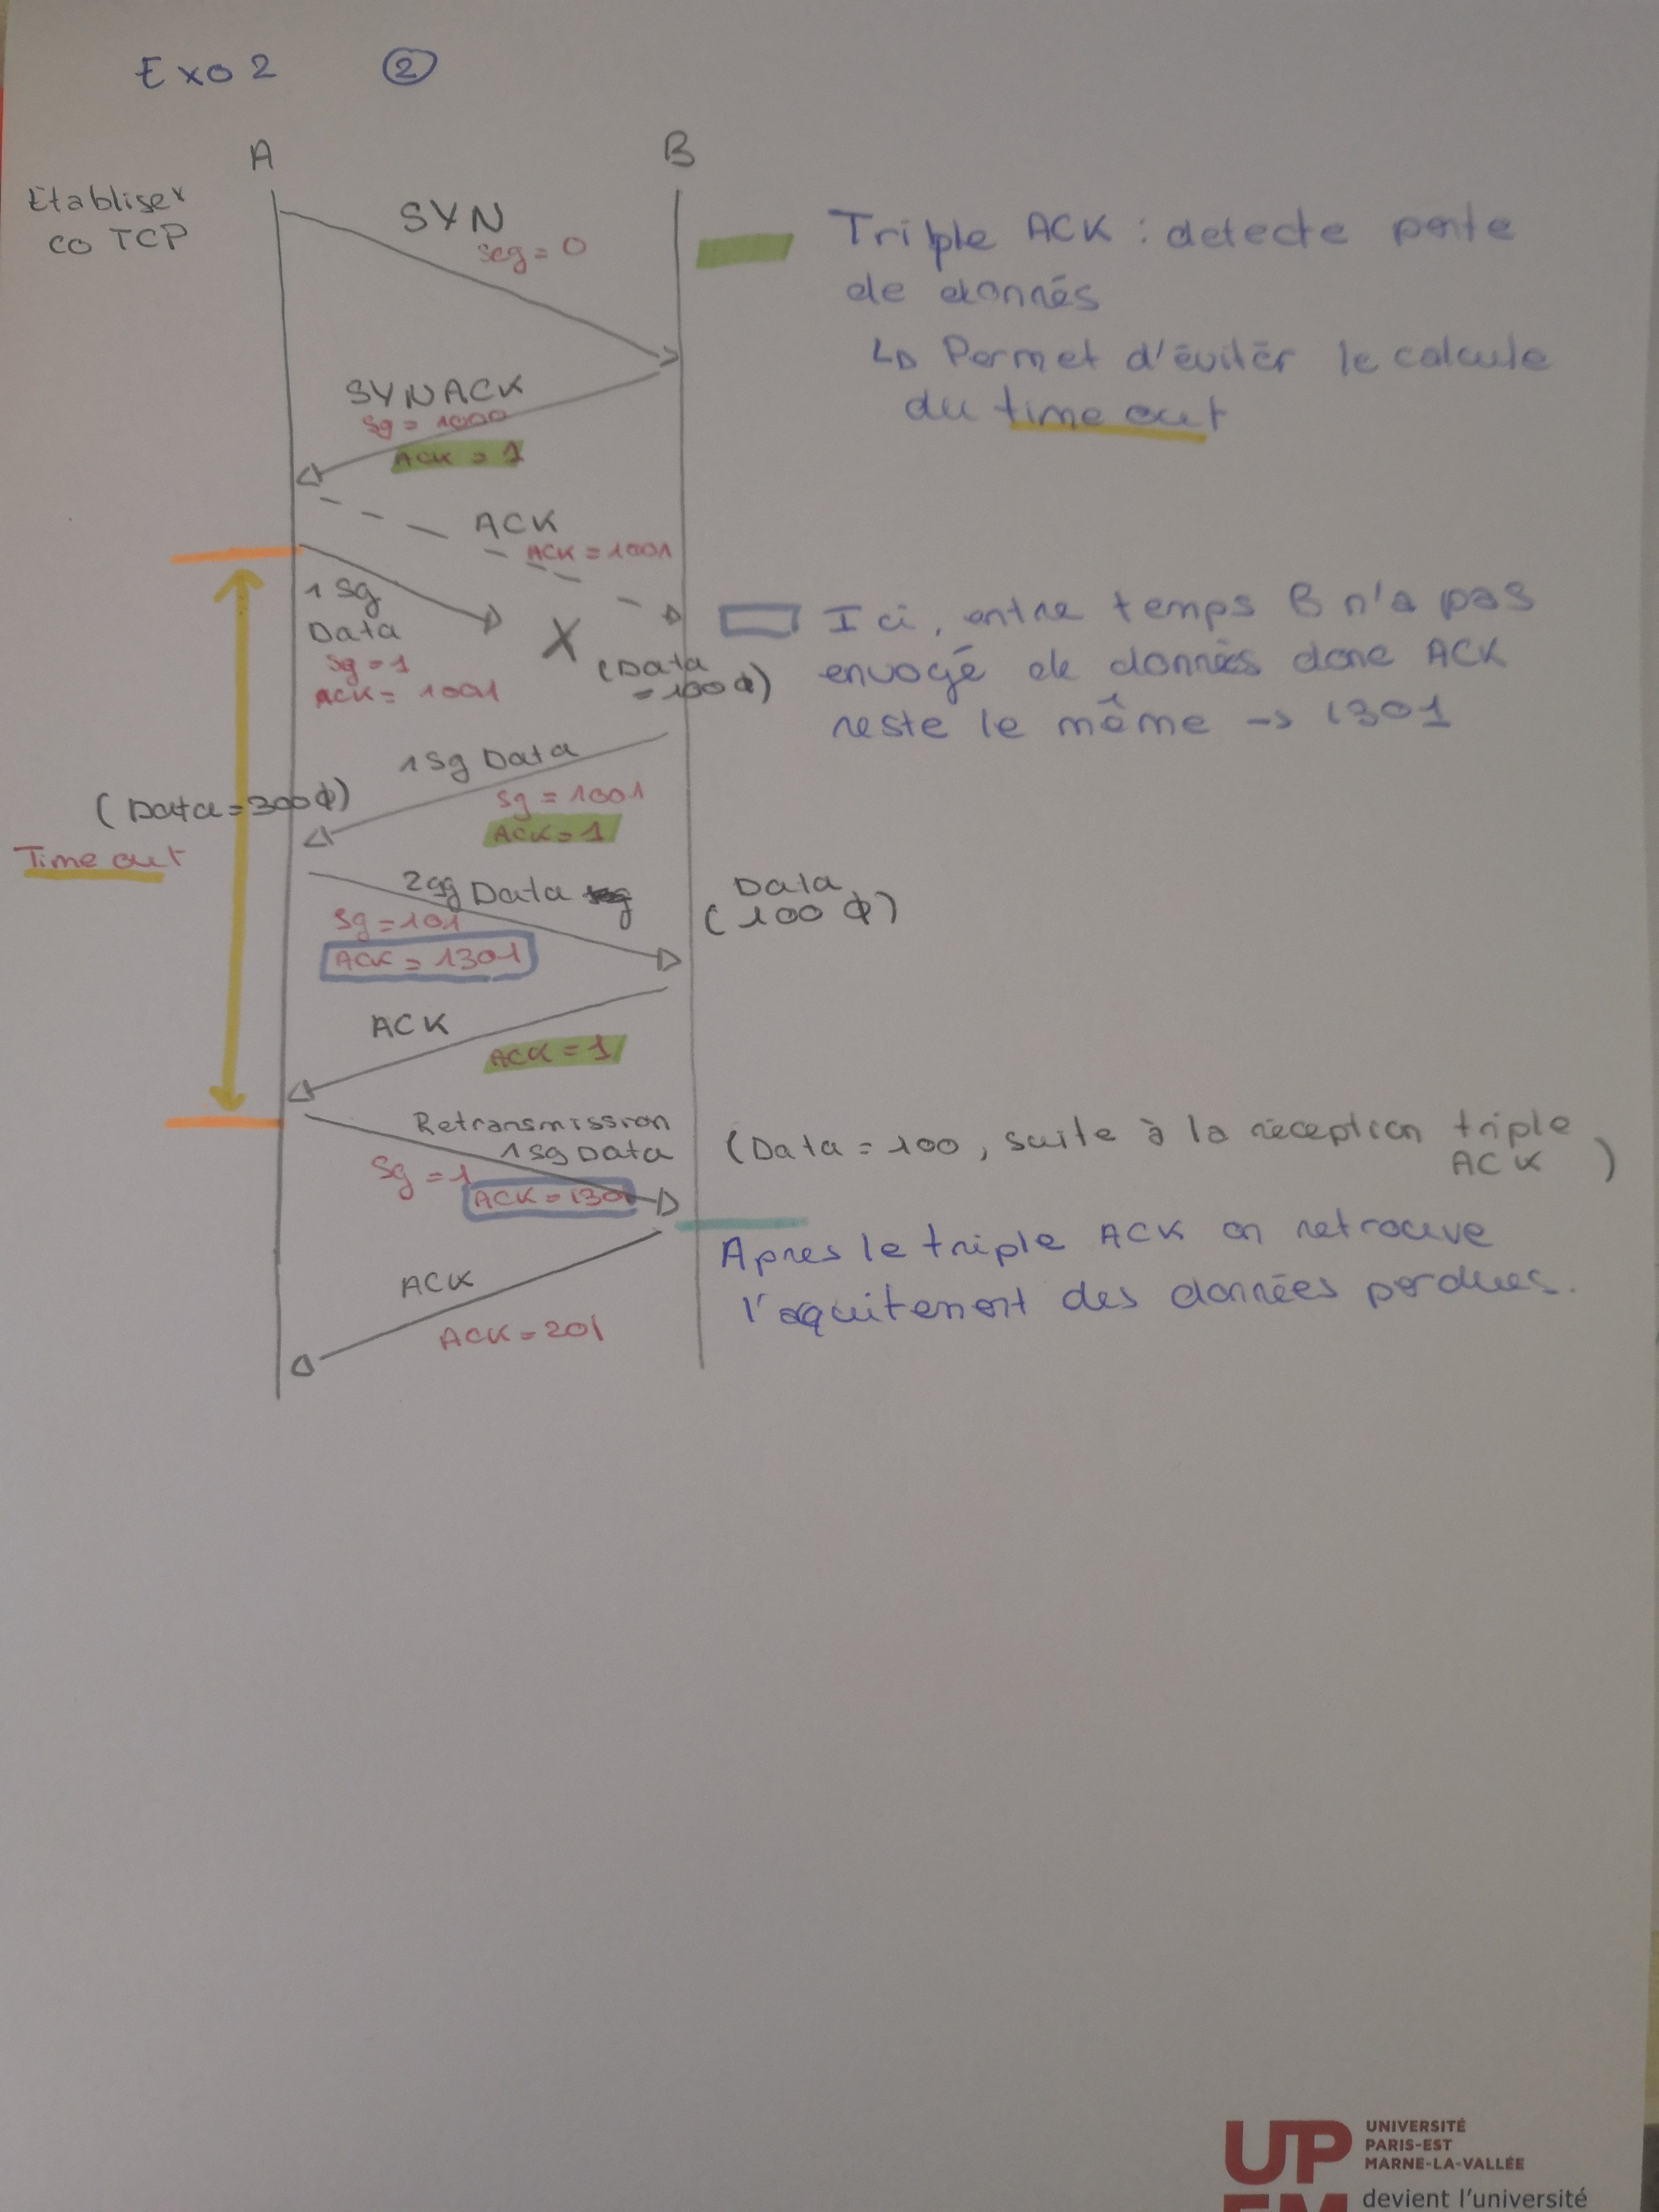 Exo 2 ②
A B
Etabliser
co TCP
SYN
seg = 0
Triple ACK : detecte perte
de donnés
↳ Permet d'évitér le calcule
du time out
SYNACK
Sg = 1000
ACK = 1
ACK
ACK = 1001
1 Sg
Data
Sg = 1
ACK = 1001
X
(Data
= 100 ϕ)
Ici, entre temps B n'a pas
envoyé de données donc ACK
reste le même -> 1301
1 Sg Data
Sg = 1001
ACK = 1
(Data = 300 ϕ)
Time out
2 sg Data
Sg = 101
ACK = 1301
Data
(100 ϕ)
ACK
ACK = 1
Retransmission
1 sg Data
Sg = 1
ACK = 1301
(Data = 100, suite à la réception triple
ACK)
Apres le triple ACK on retrouve
l'aquitement des données perdues.
ACK
ACK = 201
UP
EM
UNIVERSITÉ
PARIS-EST
MARNE-LA-VALLÉE
devient l'université